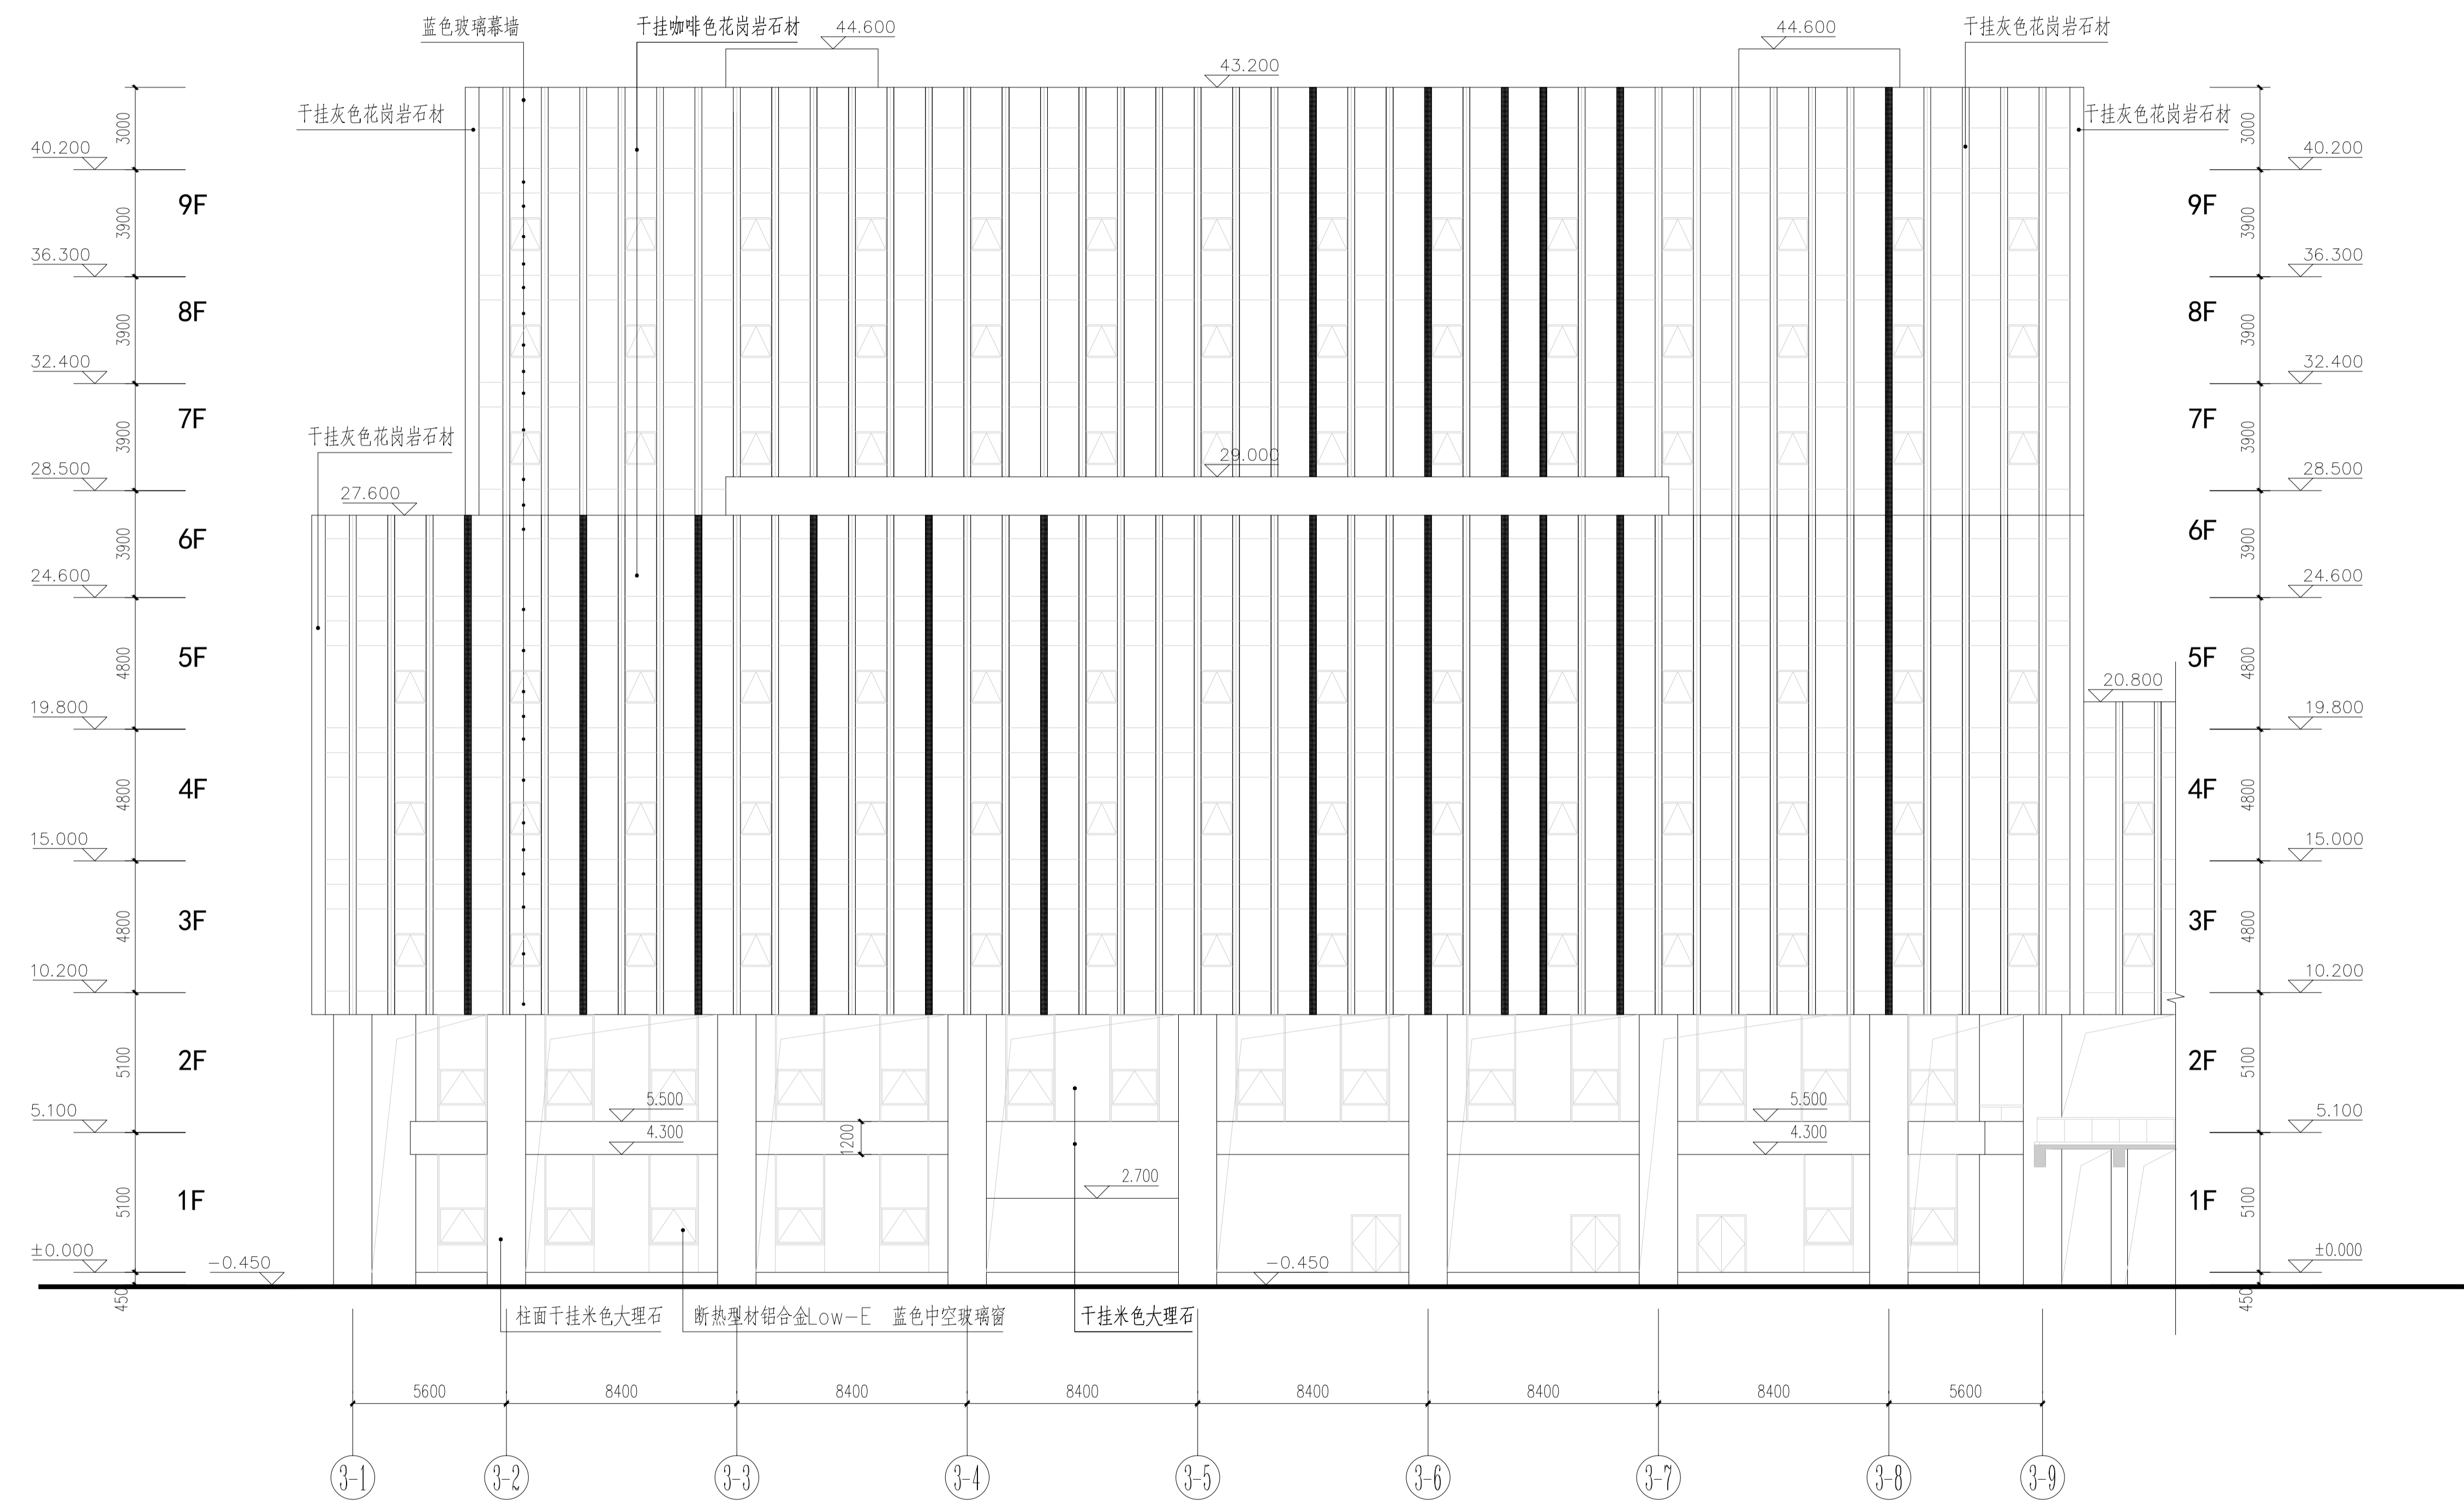 蓝色玻璃幕墙
干挂咖啡色花岗岩石材
44.600
44.600
干挂灰色花岗岩石材
43.200
干挂灰色花岗岩石材
干挂灰色花岗岩石材
3000
3000
40.200
40.200
9F
9F
3900
3900
36.300
36.300
8F
8F
3900
3900
32.400
32.400
7F
7F
3900
3900
干挂灰色花岗岩石材
28.500
29.000
28.500
27.600
6F
6F
3900
3900
24.600
24.600
5F
5F
4800
4800
20.800
19.800
19.800
4F
4F
4800
4800
15.000
15.000
3F
3F
4800
4800
10.200
10.200
2F
2F
5100
5100
5.100
5.500
5.500
5.100
4.300
1200
4.300
2.700
1F
1F
5100
5100
±0.000
-0.450
-0.450
±0.000
450
450
柱面干挂米色大理石
断热型材铝合金Low-E 蓝色中空玻璃窗
干挂米色大理石
5600 8400 8400 8400 8400 8400 8400 5600
3-1 3-2 3-3 3-4 3-5 3-6 3-7 3-8 3-9